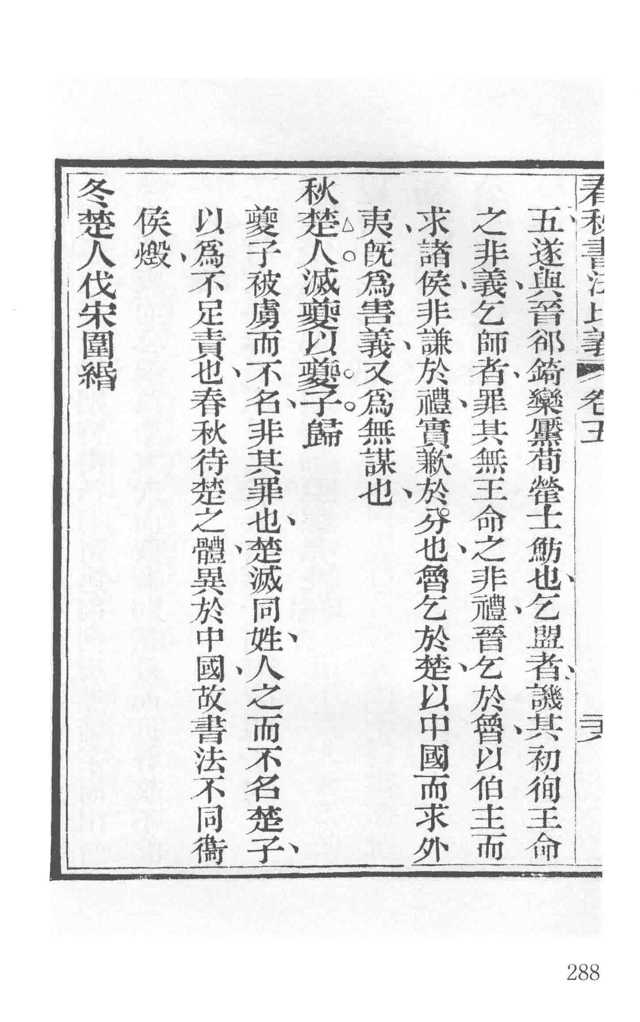 春秋書法比義 卷五 二六
五遂與晉郤錡欒黶荀罃士魴也乞盟者譏其初徇王命
之非義乞師者罪其無王命之非禮晉乞於魯以伯主而
求諸侯非謙於禮實歉於分也魯乞於楚以中國而求外
夷旣爲害義又爲無謀也
秋楚人滅夔以夔子歸
夔子被虜而不名非其罪也楚滅同姓人之而不名楚子
以爲不足責也春秋待楚之體異於中國故書法不同衞
侯燬
冬楚人伐宋圍緡
288